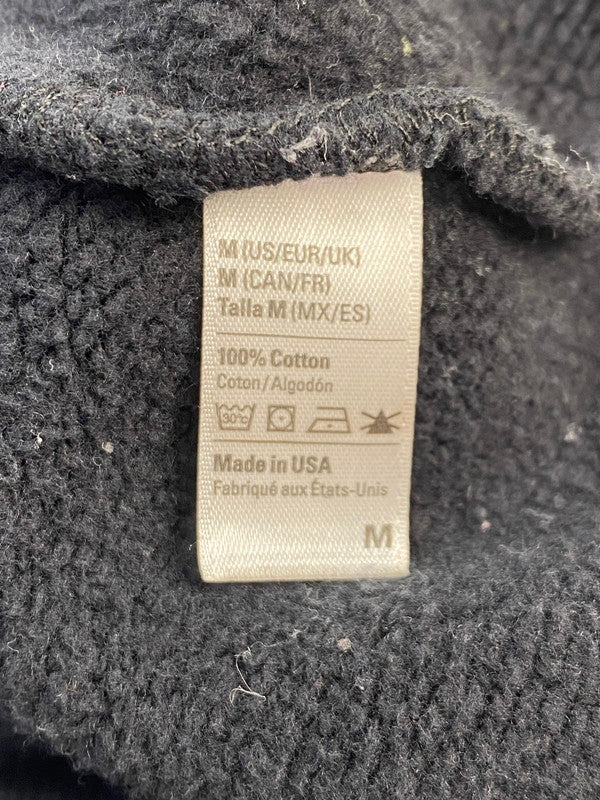 M (US/EUR/UK)
M (CAN/FR)
Talla M (MX/ES)
100% Cotton
Coton/Algodón
30°C
Made in USA
Fabriqué aux États-Unis
M